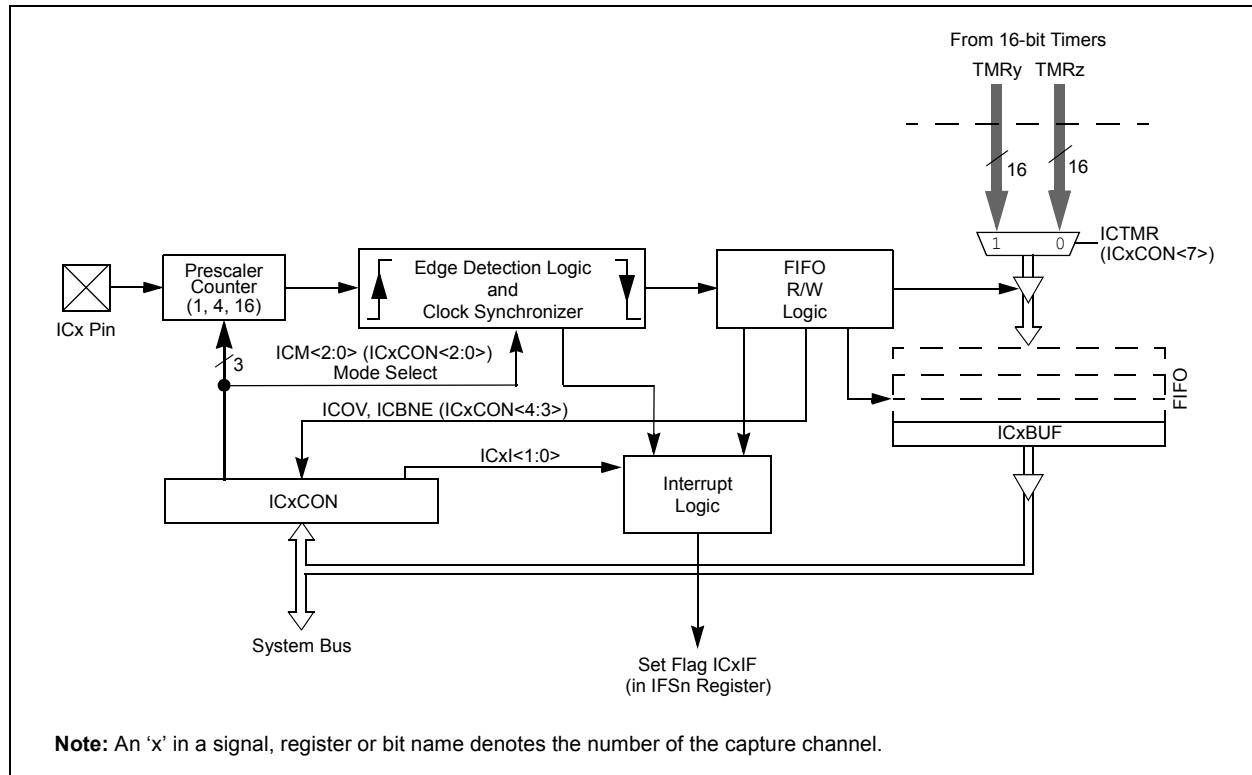 From 16-bit Timers
TMRy TMRz
16 16
1 0
ICTMR
(ICxCON<7>)
Prescaler
Counter
(1, 4, 16)
Edge Detection Logic
and
Clock Synchronizer
FIFO
R/W
Logic
ICx Pin
3
ICM<2:0> (ICxCON<2:0>)
Mode Select
FIFO
ICOV, ICBNE (ICxCON<4:3>)
ICxBUF
ICxI<1:0>
Interrupt
Logic
ICxCON
System Bus
Set Flag ICxIF
(in IFSn Register)
Note: An ‘x’ in a signal, register or bit name denotes the number of the capture channel.